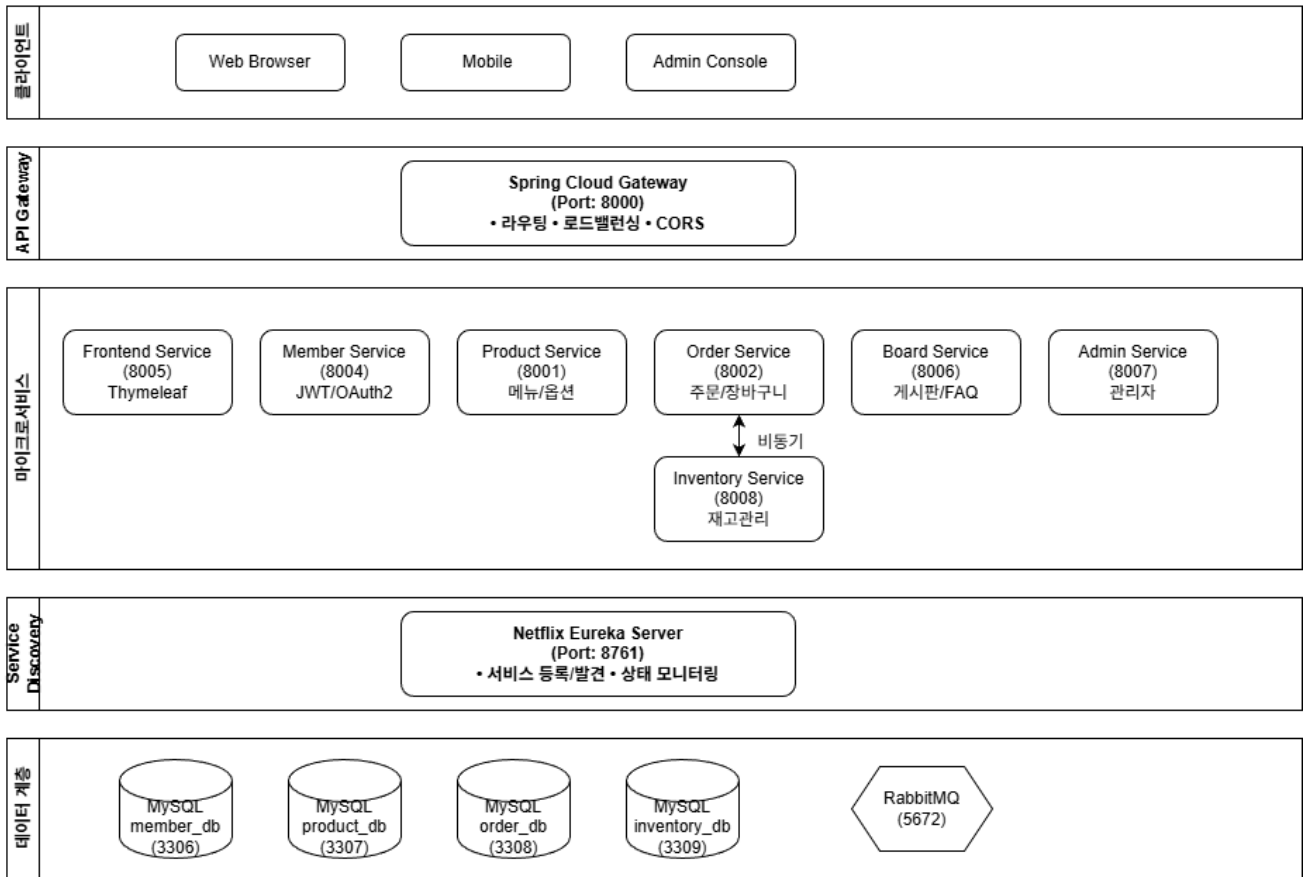 클라이언트
Web Browser
Mobile
Admin Console
API Gateway
Spring Cloud Gateway
(Port: 8000)
• 라우팅 • 로드밸런싱 • CORS
마이크로서비스
Frontend Service
(8005)
Thymeleaf
Member Service
(8004)
JWT/OAuth2
Product Service
(8001)
메뉴/옵션
Order Service
(8002)
주문/장바구니
Board Service
(8006)
게시판/FAQ
Admin Service
(8007)
관리자
비동기
Inventory Service
(8008)
재고관리
Service
Discovery
Netflix Eureka Server
(Port: 8761)
• 서비스 등록/발견 • 상태 모니터링
데이터 계층
MySQL
member_db
(3306)
MySQL
product_db
(3307)
MySQL
order_db
(3308)
MySQL
inventory_db
(3309)
RabbitMQ
(5672)